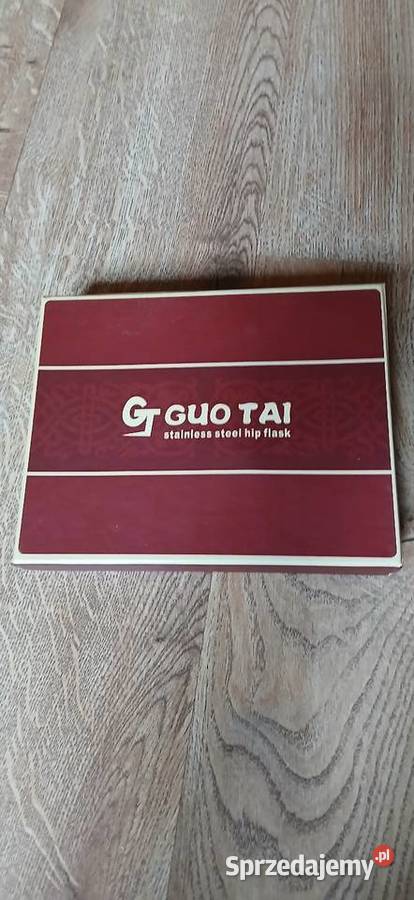 GT GUO TAI
stainless steel hip flask
Sprzedajemy.pl